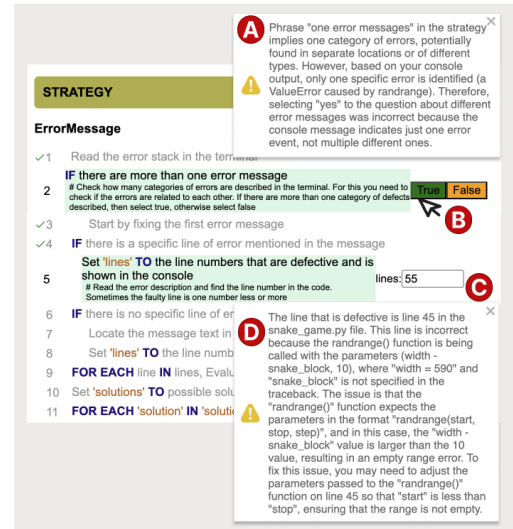 A
Phrase "one error messages" in the strategy
implies one category of errors, potentially
found in separate locations or of different
types. However, based on your console
output, only one specific error is identified (a
ValueError caused by randrange). Therefore,
selecting "yes" to the question about different
error messages was incorrect because the
console message indicates just one error
event, not multiple different ones.
STRATEGY
ErrorMessage
1 Read the error stack in the terminal
2 IF there are more than one error message
# Check how many categories of errors are described in the terminal. For this you need to
check if the errors are related to each other. If there are more than one category of defects
described, then select true, otherwise select false
True False
B
3 Start by fixing the first error message
4 IF there is a specific line of error mentioned in the message
5 Set 'lines' TO the line numbers that are defective and is
shown in the console
# Read the error description and find the line number in the code.
Sometimes the faulty line is one number less or more
lines: 55
C
6 IF there is no specific line of er
7 Locate the message text in
8 Set 'lines' TO the line numb
9 FOR EACH line IN lines, Evalu
10 Set 'solutions' TO possible solu
11 FOR EACH 'solution' IN 'solutio
D
The line that is defective is line 45 in the
snake_game.py file. This line is incorrect
because the randrange() function is being
called with the parameters (width -
snake_block, 10), where "width = 590" and
"snake_block" is not specified in the
traceback. The issue is that the
"randrange()" function expects the
parameters in the format "randrange(start,
stop, step)", and in this case, the "width -
snake_block" value is larger than the 10
value, resulting in an empty range error. To
fix this issue, you may need to adjust the
parameters passed to the "randrange()"
function on line 45 so that "start" is less than
"stop", ensuring that the range is not empty.